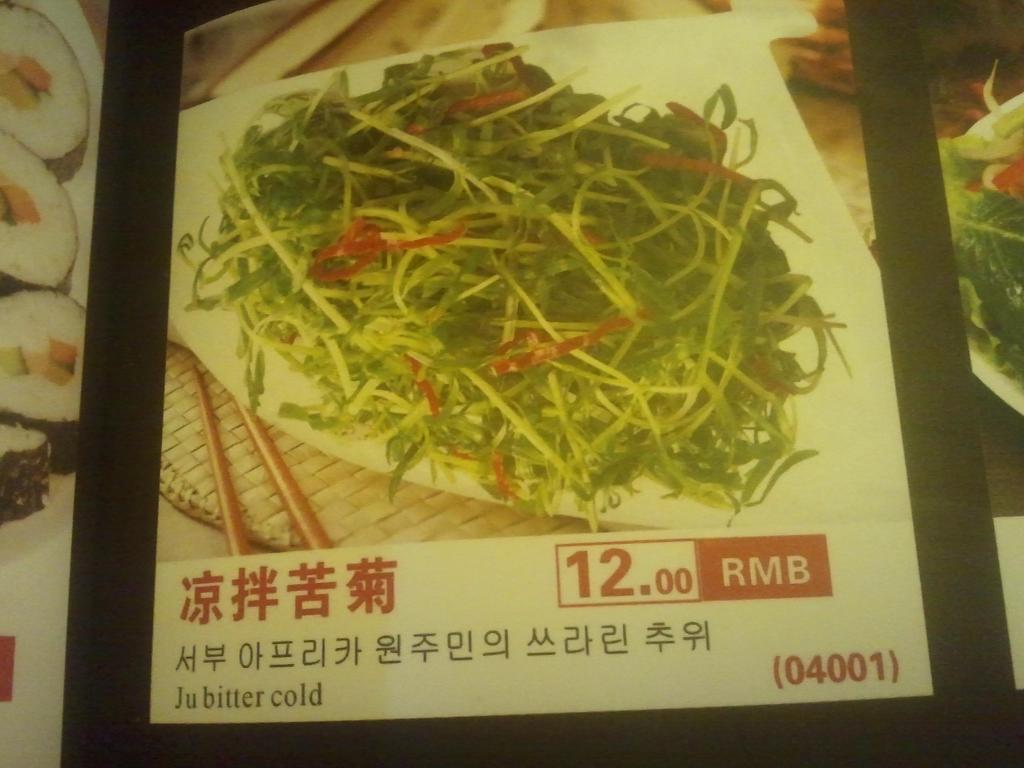 凉拌苦菊
12.00 RMB
서부 아프리카 원주민의 쓰라린 추위
Ju bitter cold
(04001)